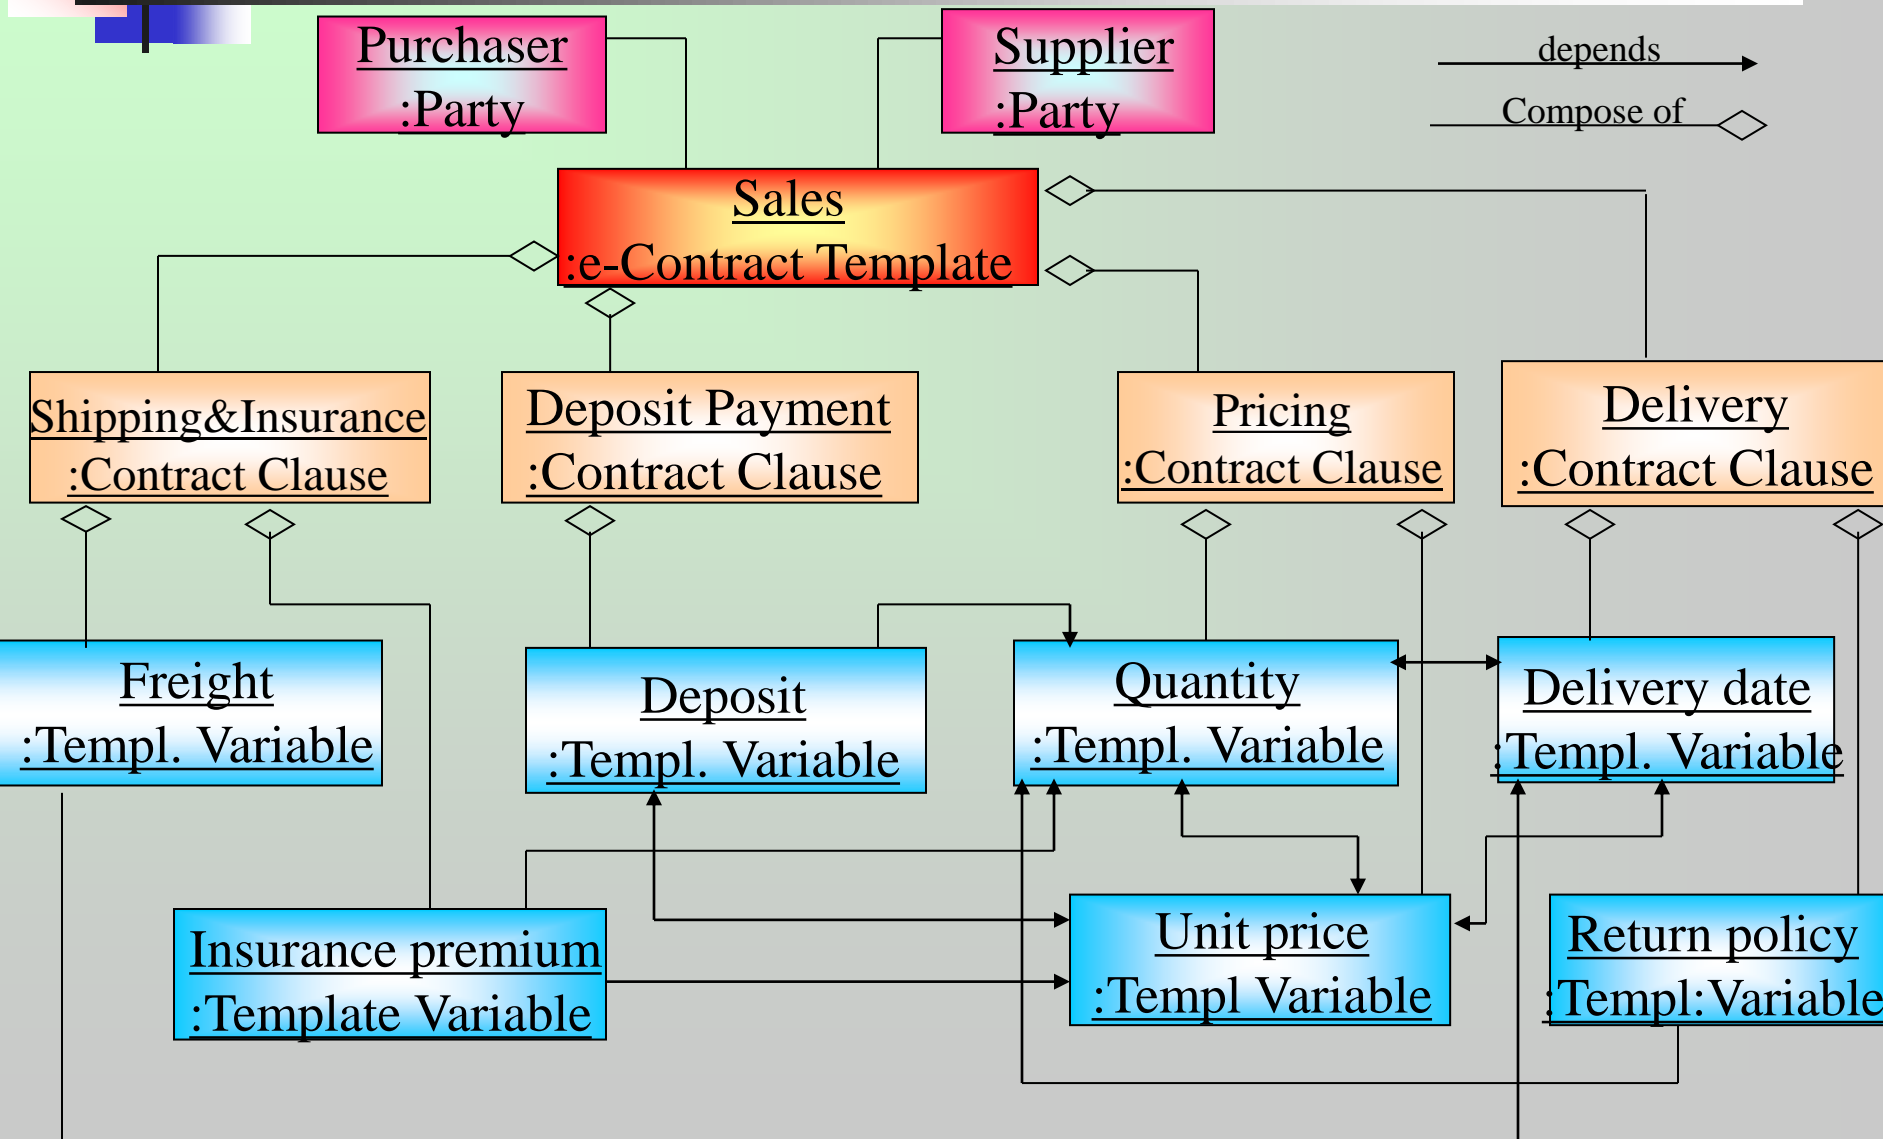 Purchaser
:Party
Supplier
:Party
depends
Compose of
Sales
:e-Contract Template
Shipping&Insurance
:Contract Clause
Deposit Payment
:Contract Clause
Pricing
:Contract Clause
Delivery
:Contract Clause
Freight
:Templ. Variable
Deposit
:Templ. Variable
Quantity
:Templ. Variable
Delivery date
:Templ. Variable
Insurance premium
:Template Variable
Unit price
:Templ Variable
Return policy
:Templ:Variable